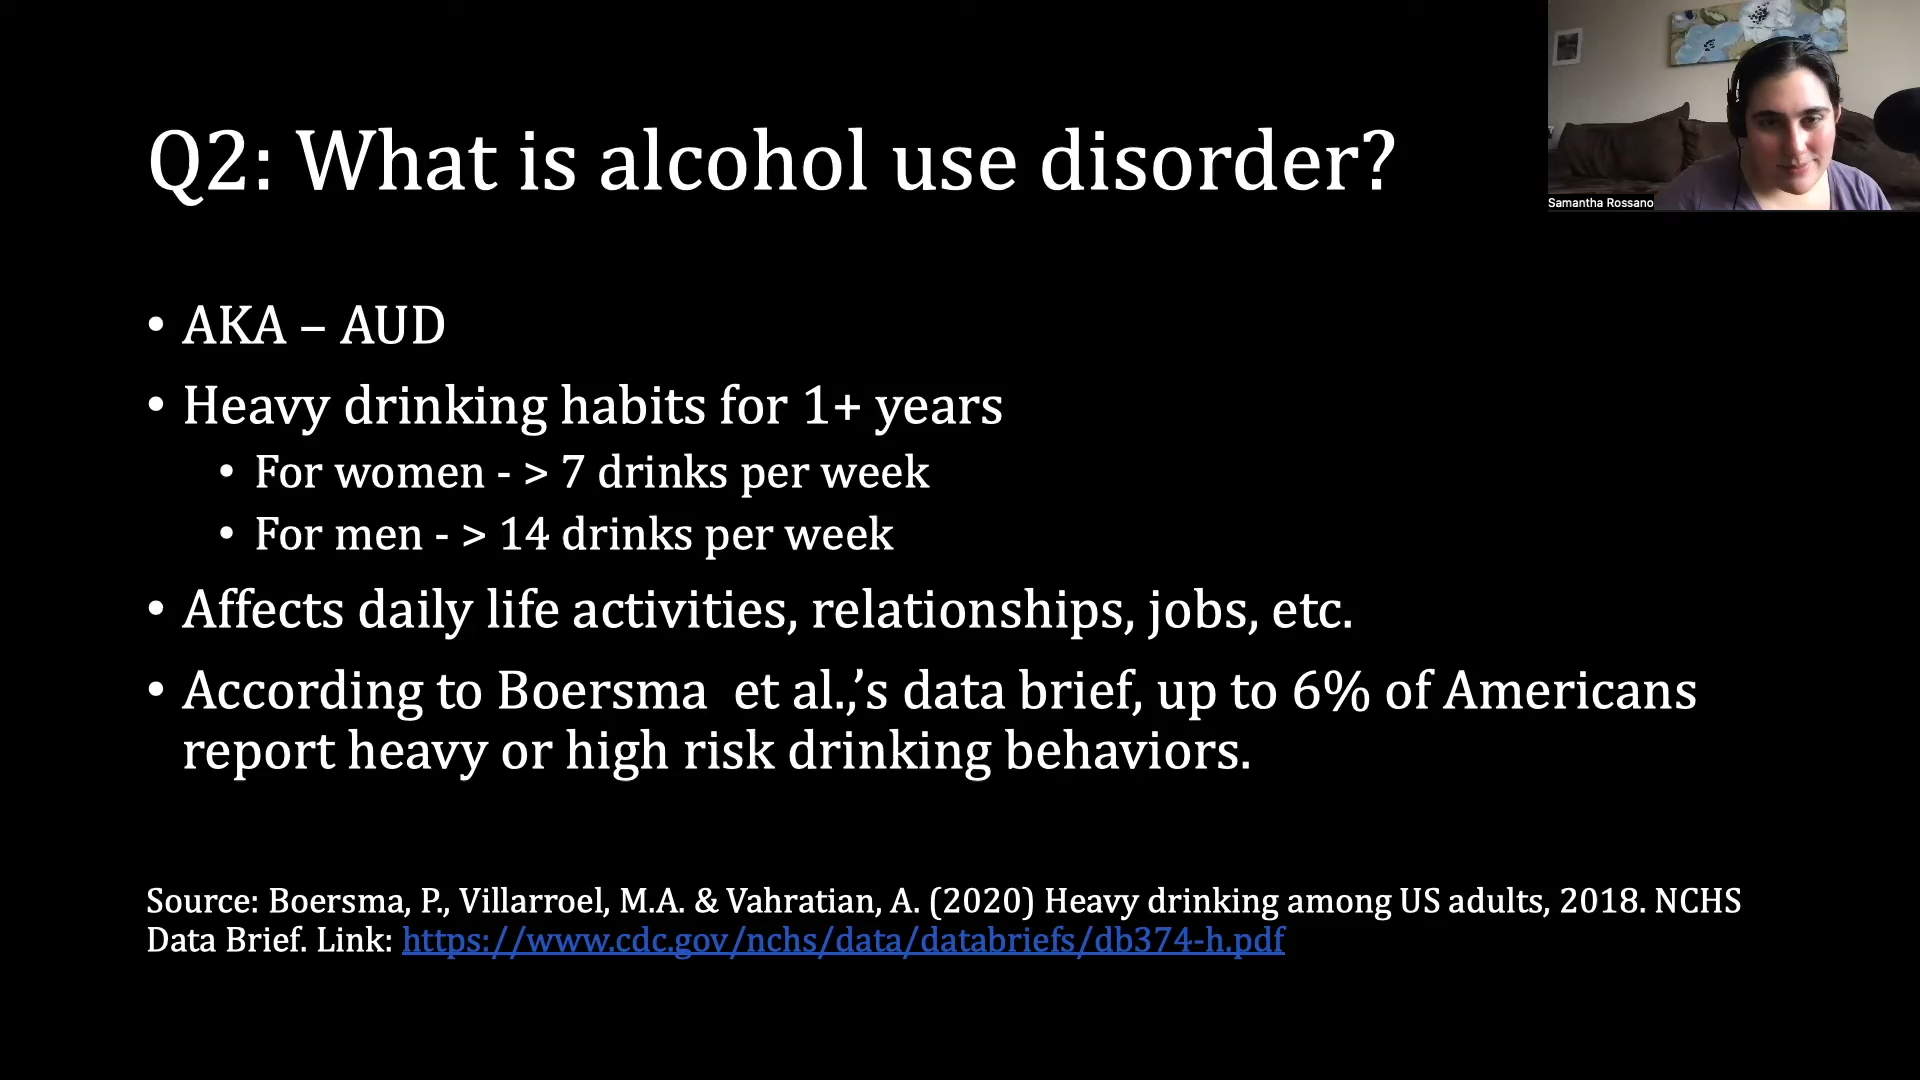 Q2: What is alcohol use disorder?
Samantha Rossano
• AKA – AUD
• Heavy drinking habits for 1+ years
• For women - > 7 drinks per week
• For men - > 14 drinks per week
• Affects daily life activities, relationships, jobs, etc.
• According to Boersma  et al.,’s data brief, up to 6% of Americans
report heavy or high risk drinking behaviors.
Source: Boersma, P., Villarroel, M.A. & Vahratian, A. (2020) Heavy drinking among US adults, 2018. NCHS
Data Brief. Link: https://www.cdc.gov/nchs/data/databriefs/db374-h.pdf